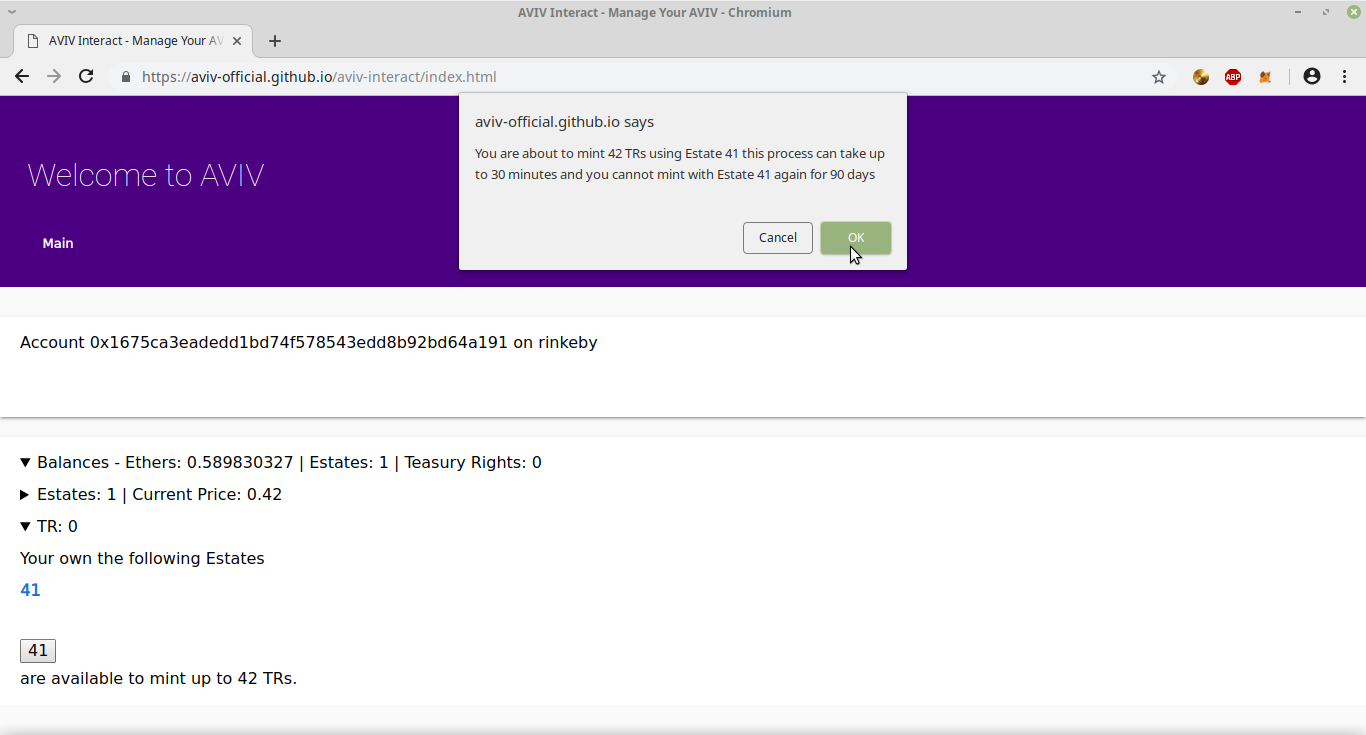 AVIV Interact - Manage Your AVIV - Chromium
AVIV Interact - Manage Your AV
https://aviv-official.github.io/aviv-interact/index.html
ABP
aviv-official.github.io says
You are about to mint 42 TRs using Estate 41 this process can take up
to 30 minutes and you cannot mint with Estate 41 again for 90 days
Cancel OK
Welcome to AVIV
Main
Account 0x1675ca3eadedd1bd74f578543edd8b92bd64a191 on rinkeby
Balances - Ethers: 0.589830327 | Estates: 1 | Teasury Rights: 0
Estates: 1 | Current Price: 0.42
TR: 0
Your own the following Estates
41
41
are available to mint up to 42 TRs.